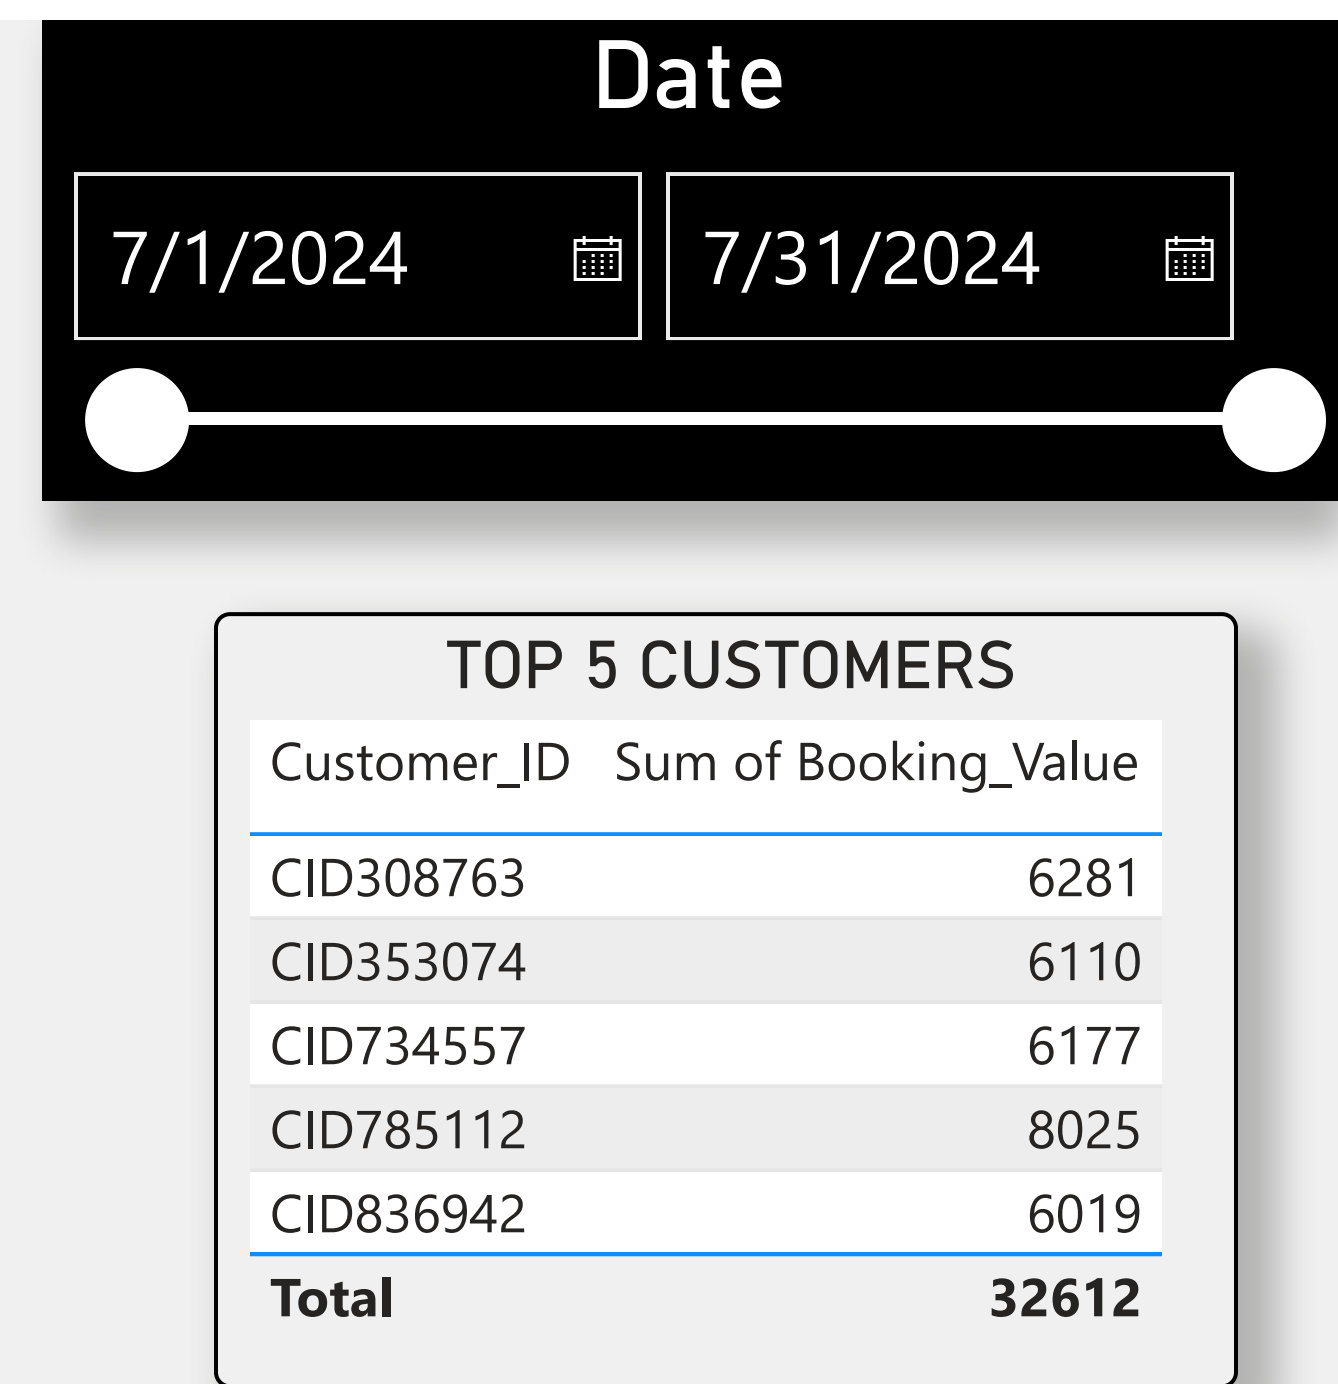 Date
7/1/2024 7/31/2024
TOP 5 CUSTOMERS
Customer_ID Sum of Booking_Value
CID308763 6281
CID353074 6110
CID734557 6177
CID785112 8025
CID836942 6019
Total 32612